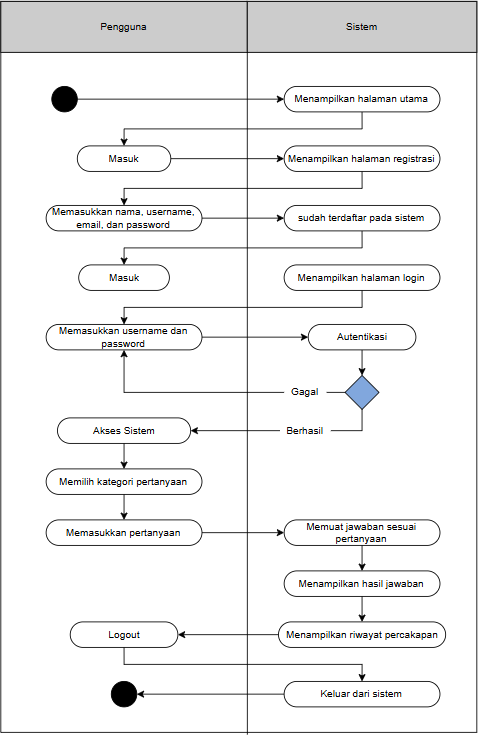 Pengguna
Sistem
Menampilkan halaman utama
Masuk
Menampilkan halaman registrasi
Memasukkan nama, username,
email, dan password
sudah terdaftar pada sistem
Masuk
Menampilkan halaman login
Memasukkan username dan
password
Autentikasi
Gagal
Akses Sistem
Berhasil
Memilih kategori pertanyaan
Memasukkan pertanyaan
Memuat jawaban sesuai
pertanyaan
Menampilkan hasil jawaban
Logout
Menampilkan riwayat percakapan
Keluar dari sistem